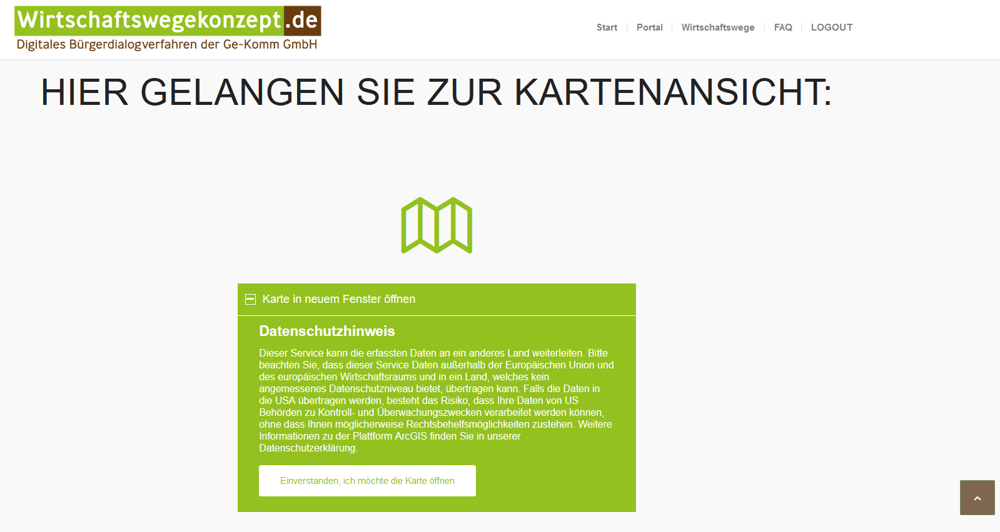 Wirtschaftswegekonzept.de
Digitales Bürgerdialogverfahren der Ge-Komm GmbH
Start Portal Wirtschaftswege FAQ LOGOUT
HIER GELANGEN SIE ZUR KARTENANSICHT:
Karte in neuem Fenster öffnen
Datenschutzhinweis
Dieser Service kann die erfassten Daten an ein anderes Land weiterleiten. Bitte
beachten Sie, dass dieser Service Daten außerhalb der Europäischen Union und
des europäischen Wirtschaftsraums und in ein Land, welches kein
angemessenes Datenschutzniveau bietet, übertragen kann. Falls die Daten in
die USA übertragen werden, besteht das Risiko, dass Ihre Daten von US
Behörden zu Kontroll- und Überwachungszwecken verarbeitet werden können,
ohne dass Ihnen möglicherweise Rechtsbehelfsmöglichkeiten zustehen. Weitere
Informationen zu der Plattform ArcGIS finden Sie in unserer
Datenschutzerklärung.
Einverstanden, ich möchte die Karte öffnen